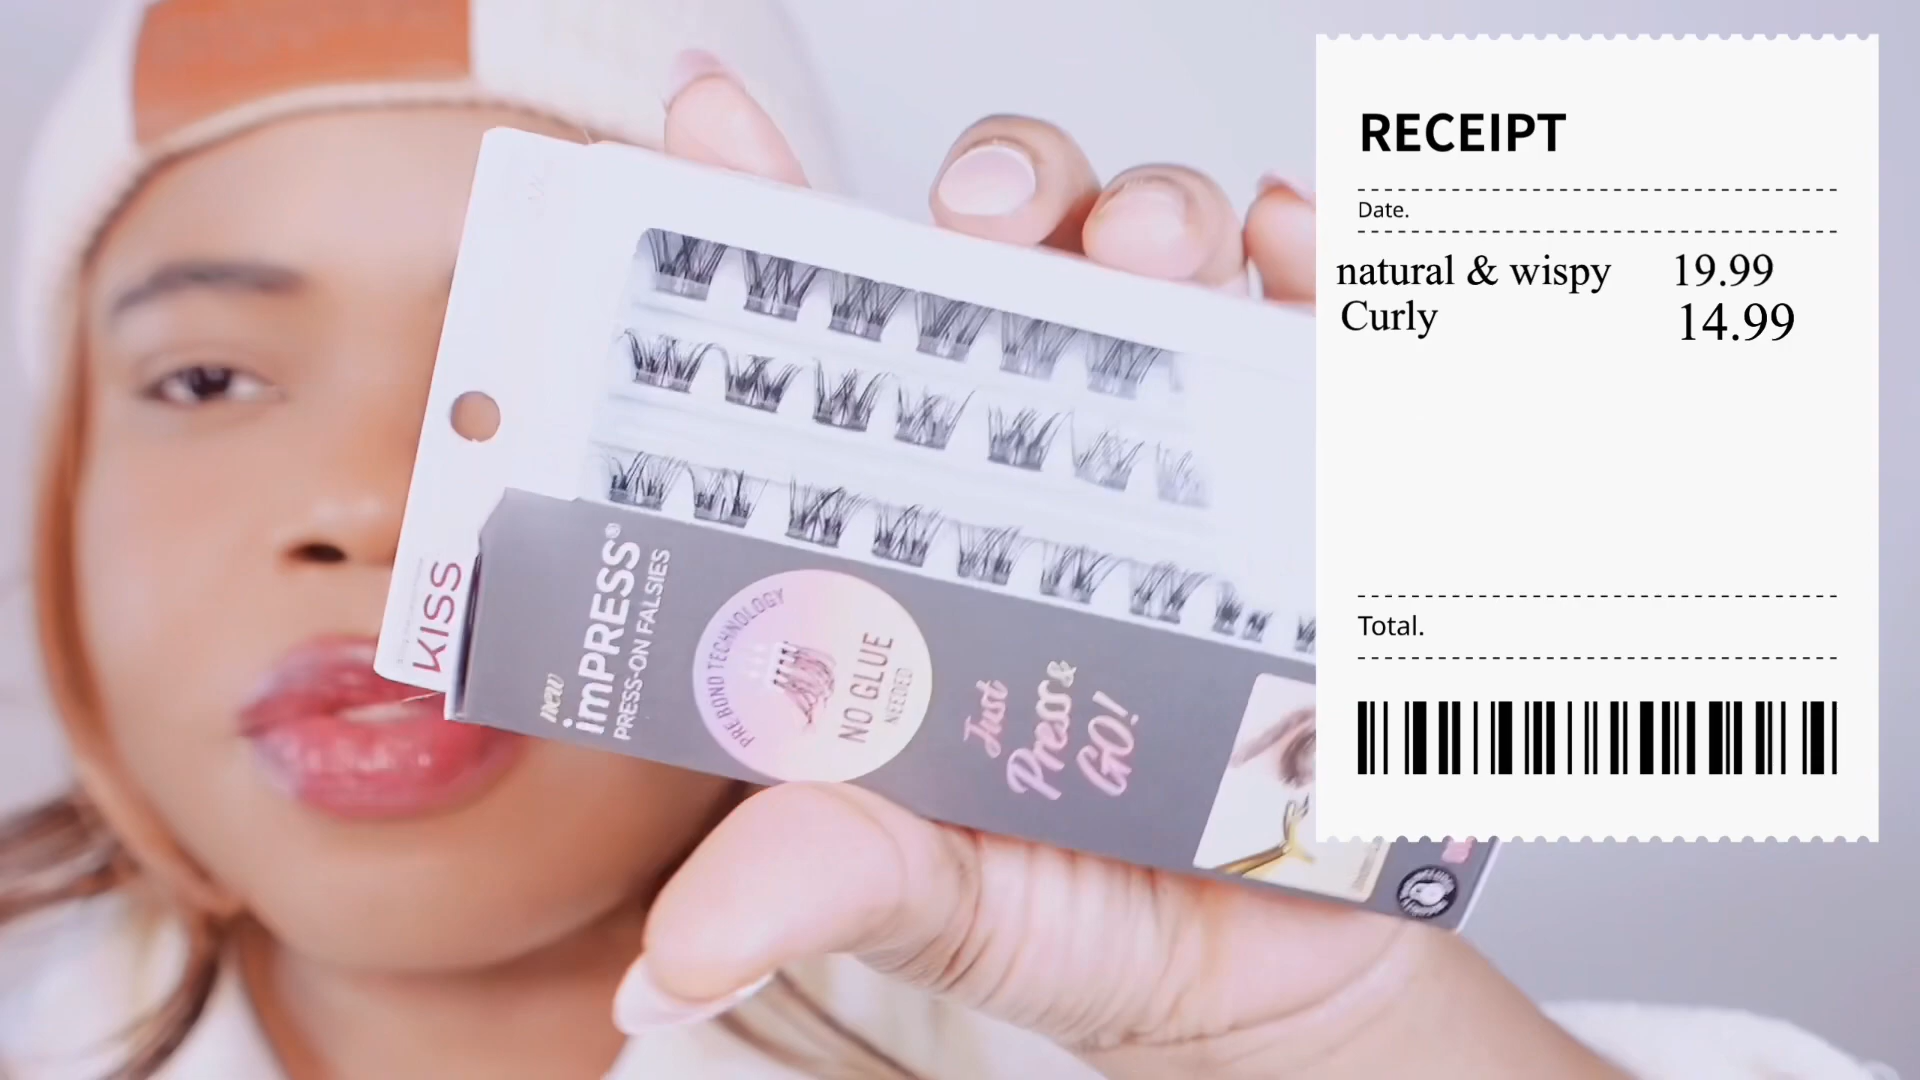 KISS
new
imPRESS®
PRESS-ON FALSIES
PRE BOND TECHNOLOGY
NO GLUE
NEEDED
Just
Press &
GO!
RECEIPT
Date.
natural & wispy 19.99
Curly 14.99
Total.